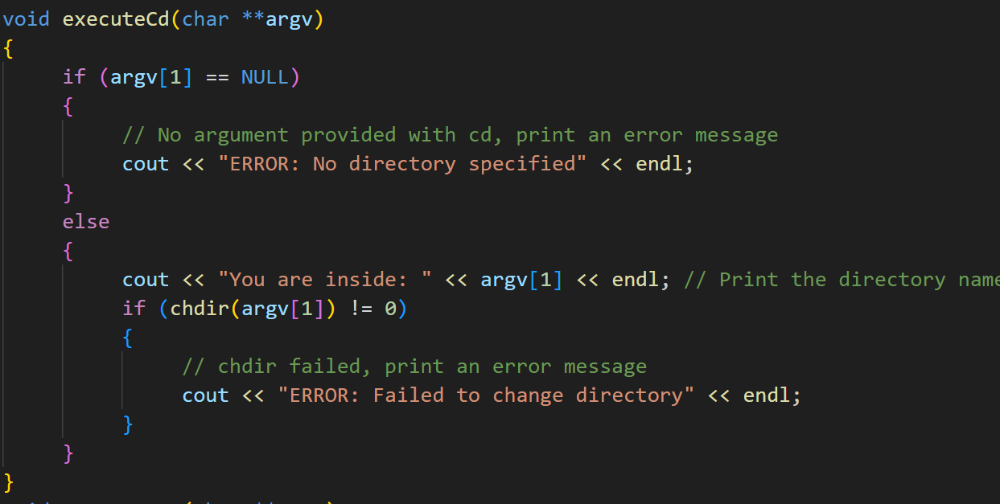 void executeCd(char **argv)
{
if (argv[1] == NULL)
{
// No argument provided with cd, print an error message
cout << "ERROR: No directory specified" << endl;
}
else
{
cout << "You are inside: " << argv[1] << endl; // Print the directory name
if (chdir(argv[1]) != 0)
{
// chdir failed, print an error message
cout << "ERROR: Failed to change directory" << endl;
}
}
}